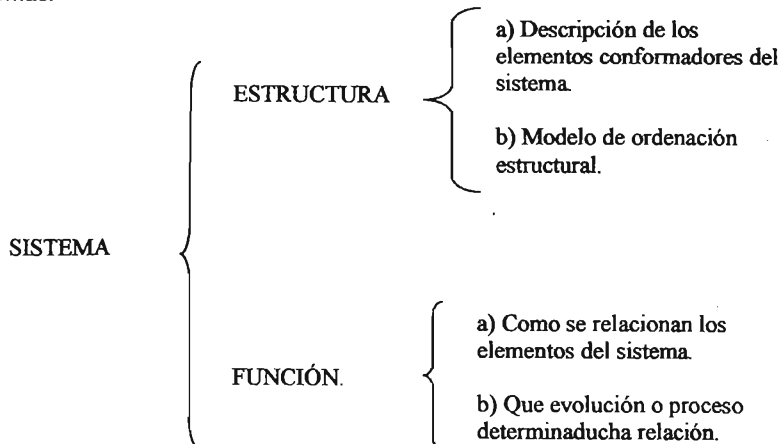 ESTRUCTURA
a) Descripción de los
elementos conformadores del
sistema.
b) Modelo de ordenación
estructural.
SISTEMA
FUNCIÓN.
a) Como se relacionan los
elementos del sistema.
b) Que evolución o proceso
determinaducha relación.